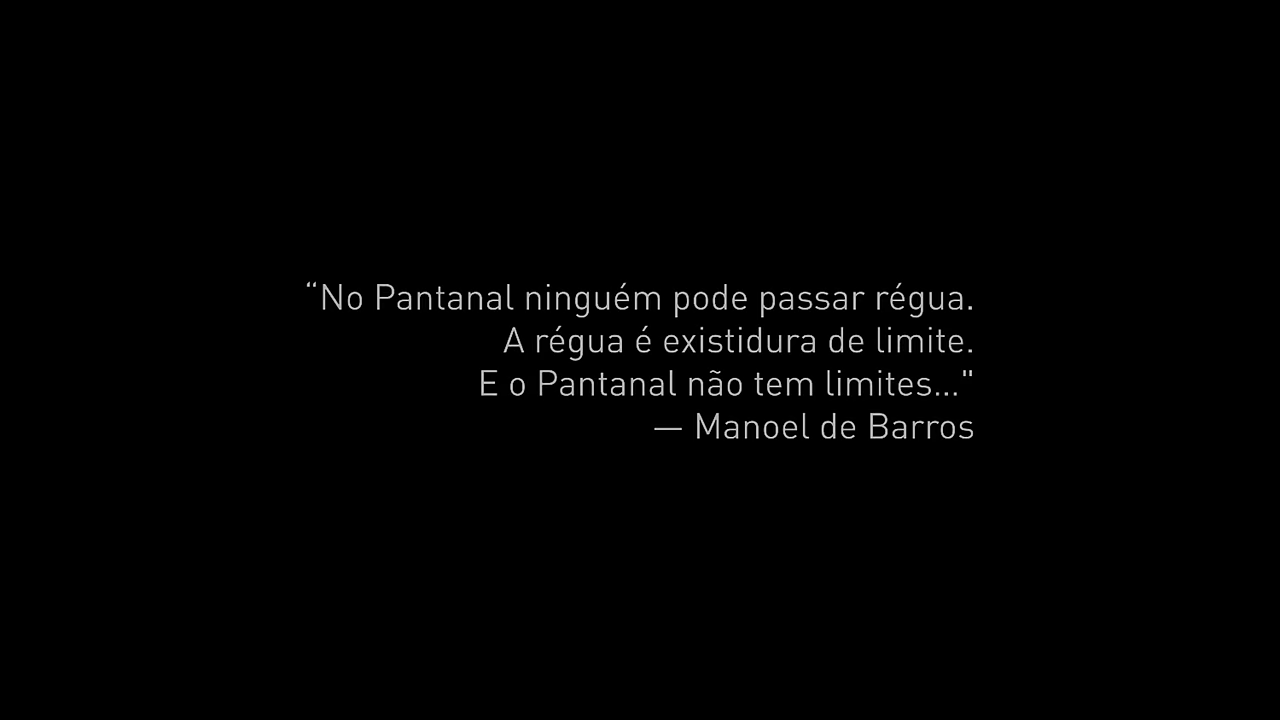 “No Pantanal ninguém pode passar régua.
A régua é existidura de limite.
E o Pantanal não tem limites..."
— Manoel de Barros